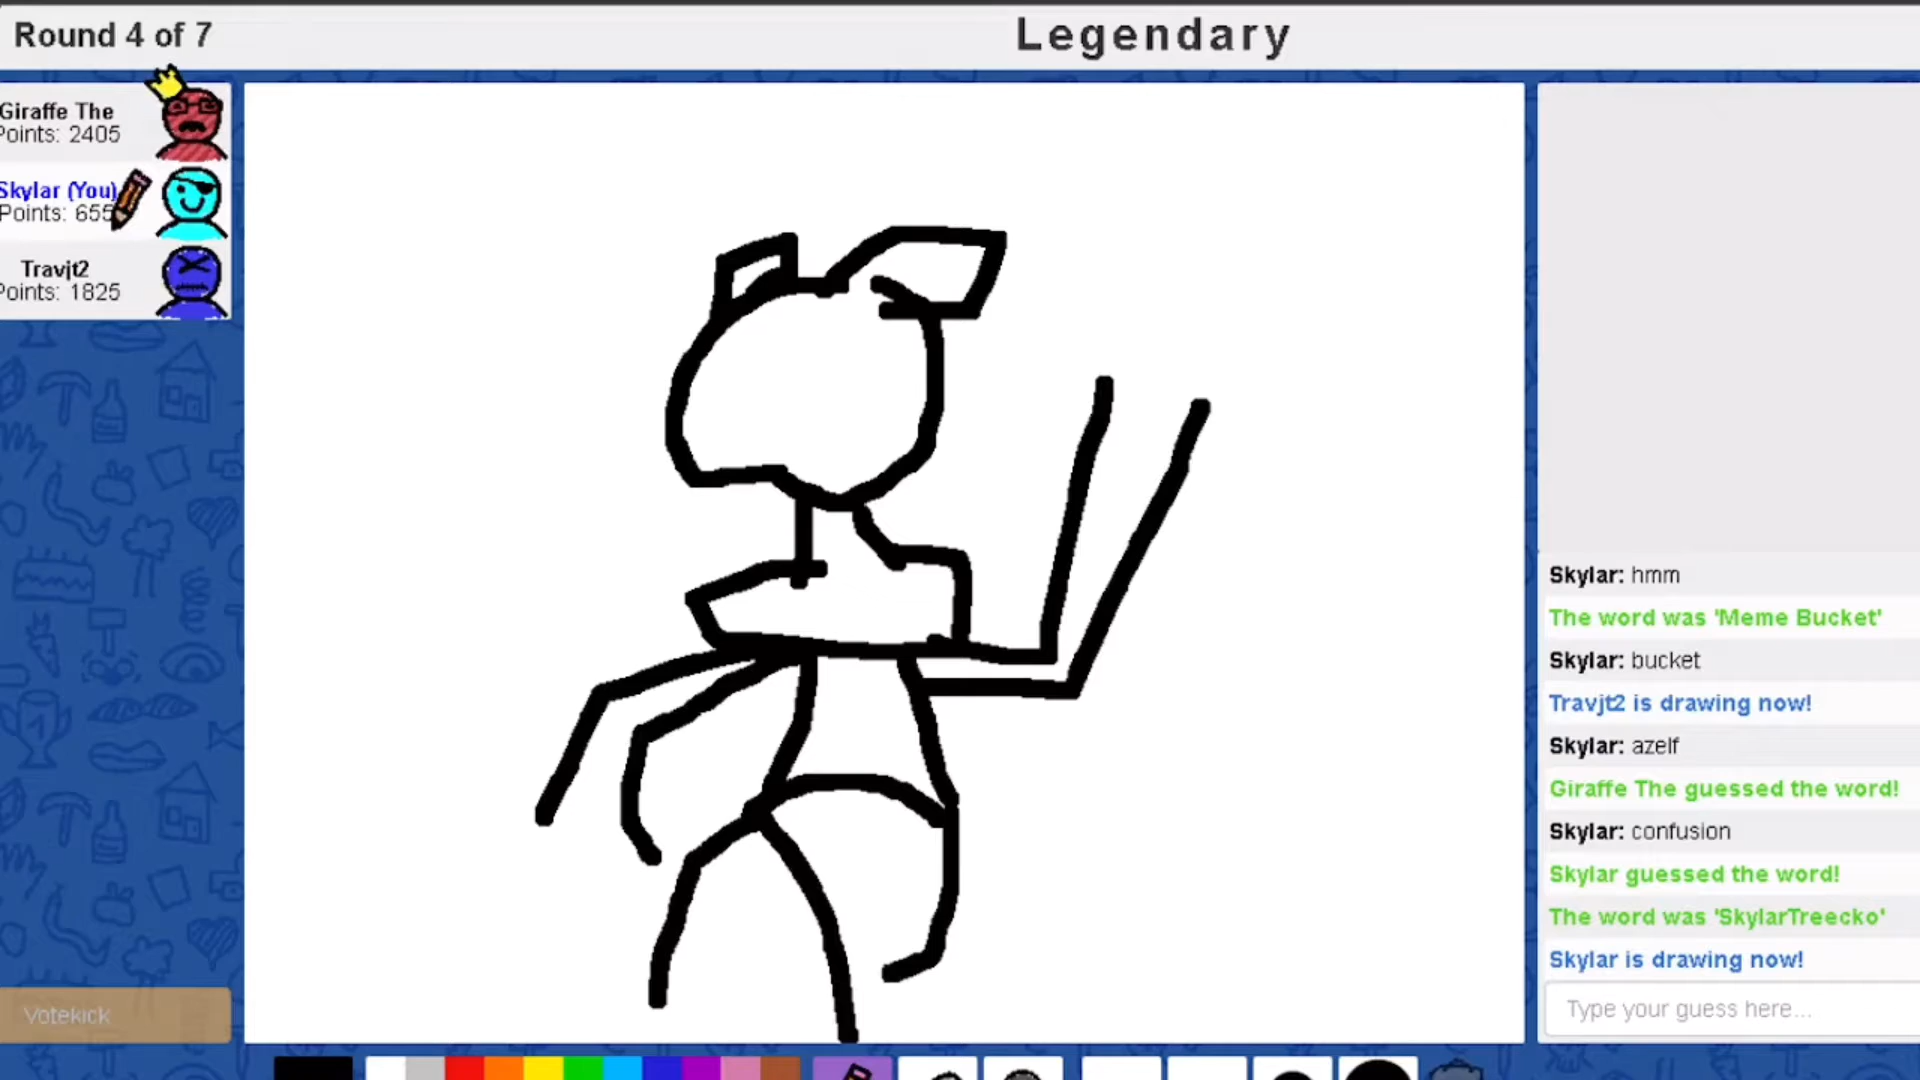 Round 4 of 7
Legendary
Giraffe The
Points: 2405
Skylar (You)
Points: 655
Travjt2
Points: 1825
Skylar: hmm
The word was 'Meme Bucket'
Skylar: bucket
Travjt2 is drawing now!
Skylar: azelf
Giraffe The guessed the word!
Skylar: confusion
Skylar guessed the word!
The word was 'SkylarTreecko'
Skylar is drawing now!
Type your guess here...
Votekick